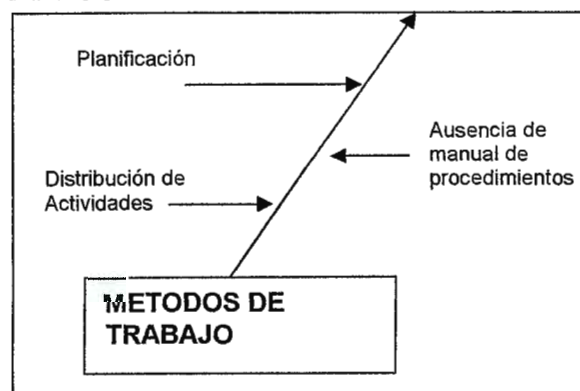 Planificación
Ausencia de
manual de
procedimientos
Distribución de
Actividades
METODOS DE
TRABAJO